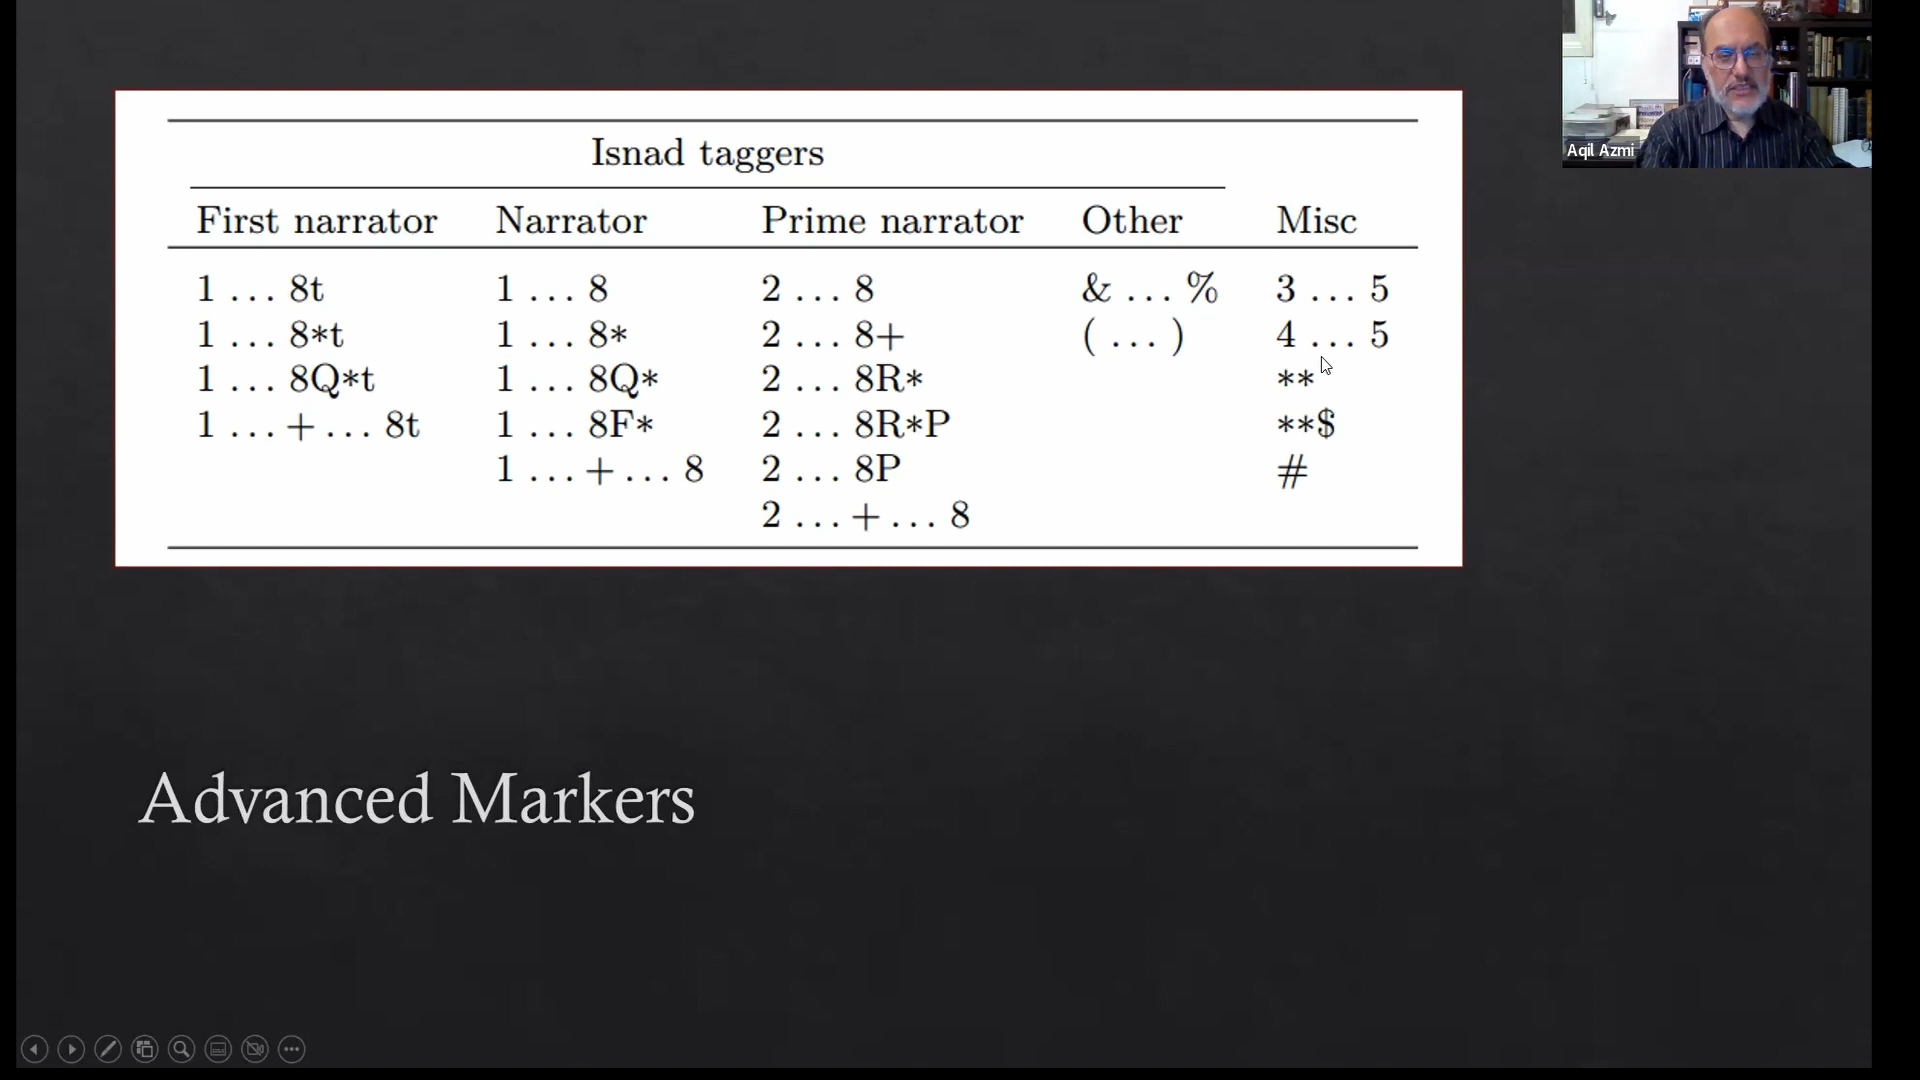 Isnad taggers
First narrator Narrator Prime narrator Other Misc
1 ... 8t 1 ... 8 2 ... 8 & ... % 3 ... 5
1 ... 8*t 1 ... 8* 2 ... 8+ ( ... ) 4 ... 5
1 ... 8Q*t 1 ... 8Q* 2 ... 8R* **
1 ... + ... 8t 1 ... 8F* 2 ... 8R*P **$
1 ... + ... 8 2 ... 8P #
2 ... + ... 8
Advanced Markers
Aqil Azmi